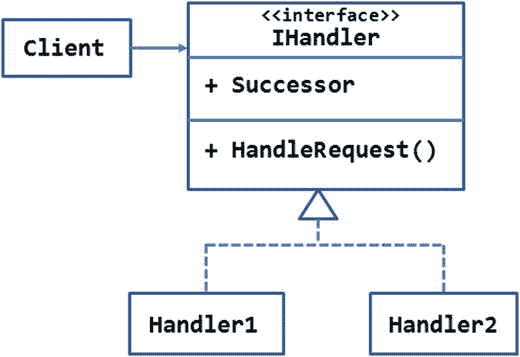 Client
<<interface>>
IHandler
+ Successor
+ HandleRequest()
Handler1
Handler2